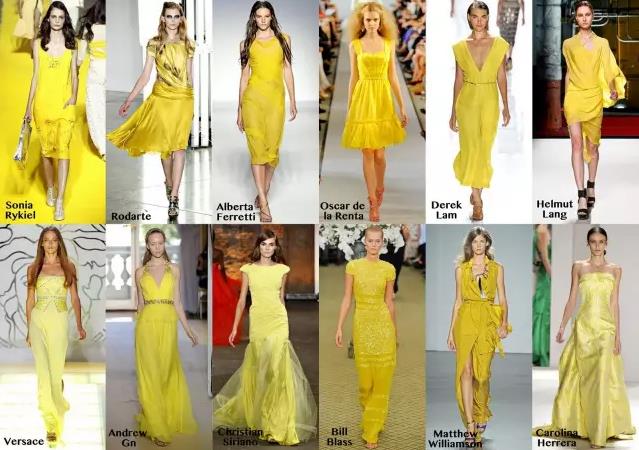 Sonia
Rykiel
Rodarte
Alberta
Ferretti
Oscar de
la Renta
Derek
Lam
Helmut
Lang
Versace
Andrew
Gn
Christian
Siriano
Bill
Blass
Matthew
Williamson
Carolina
Herrera